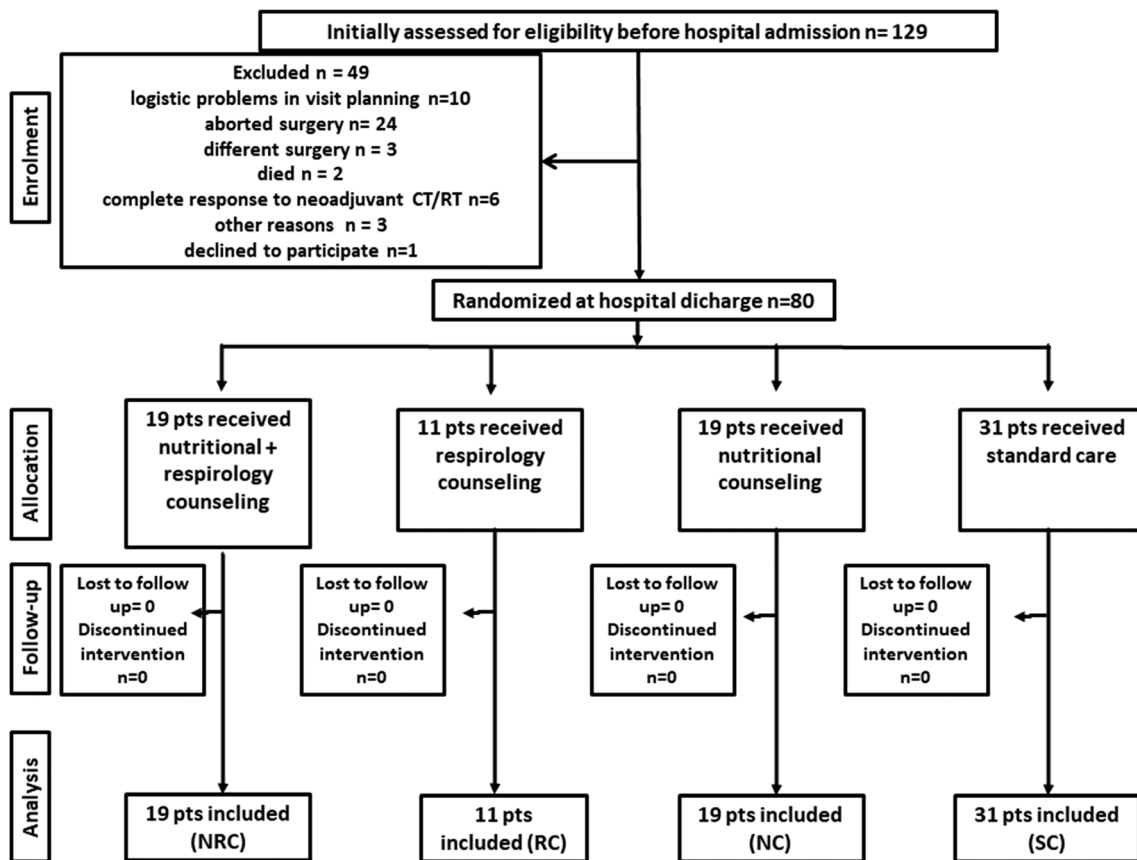 Initially assessed for eligibility before hospital admission n= 129
Enrolment
Excluded n = 49
logistic problems in visit planning n=10
aborted surgery n= 24
different surgery n = 3
died n = 2
complete response to neoadjuvant CT/RT n=6
other reasons n = 3
declined to participate n=1
Randomized at hospital dicharge n=80
Allocation
19 pts received
nutritional +
respirology
counseling
11 pts received
respirology
counseling
19 pts received
nutritional
counseling
31 pts received
standard care
Follow-up
Lost to follow
up= 0
Discontinued
intervention
n=0
Lost to follow
up= 0
Discontinued
intervention
n=0
Lost to follow
up= 0
Discontinued
intervention
n=0
Lost to follow
up= 0
Discontinued
intervention
n=0
Analysis
19 pts included
(NRC)
11 pts
included (RC)
19 pts included
(NC)
31 pts included
(SC)